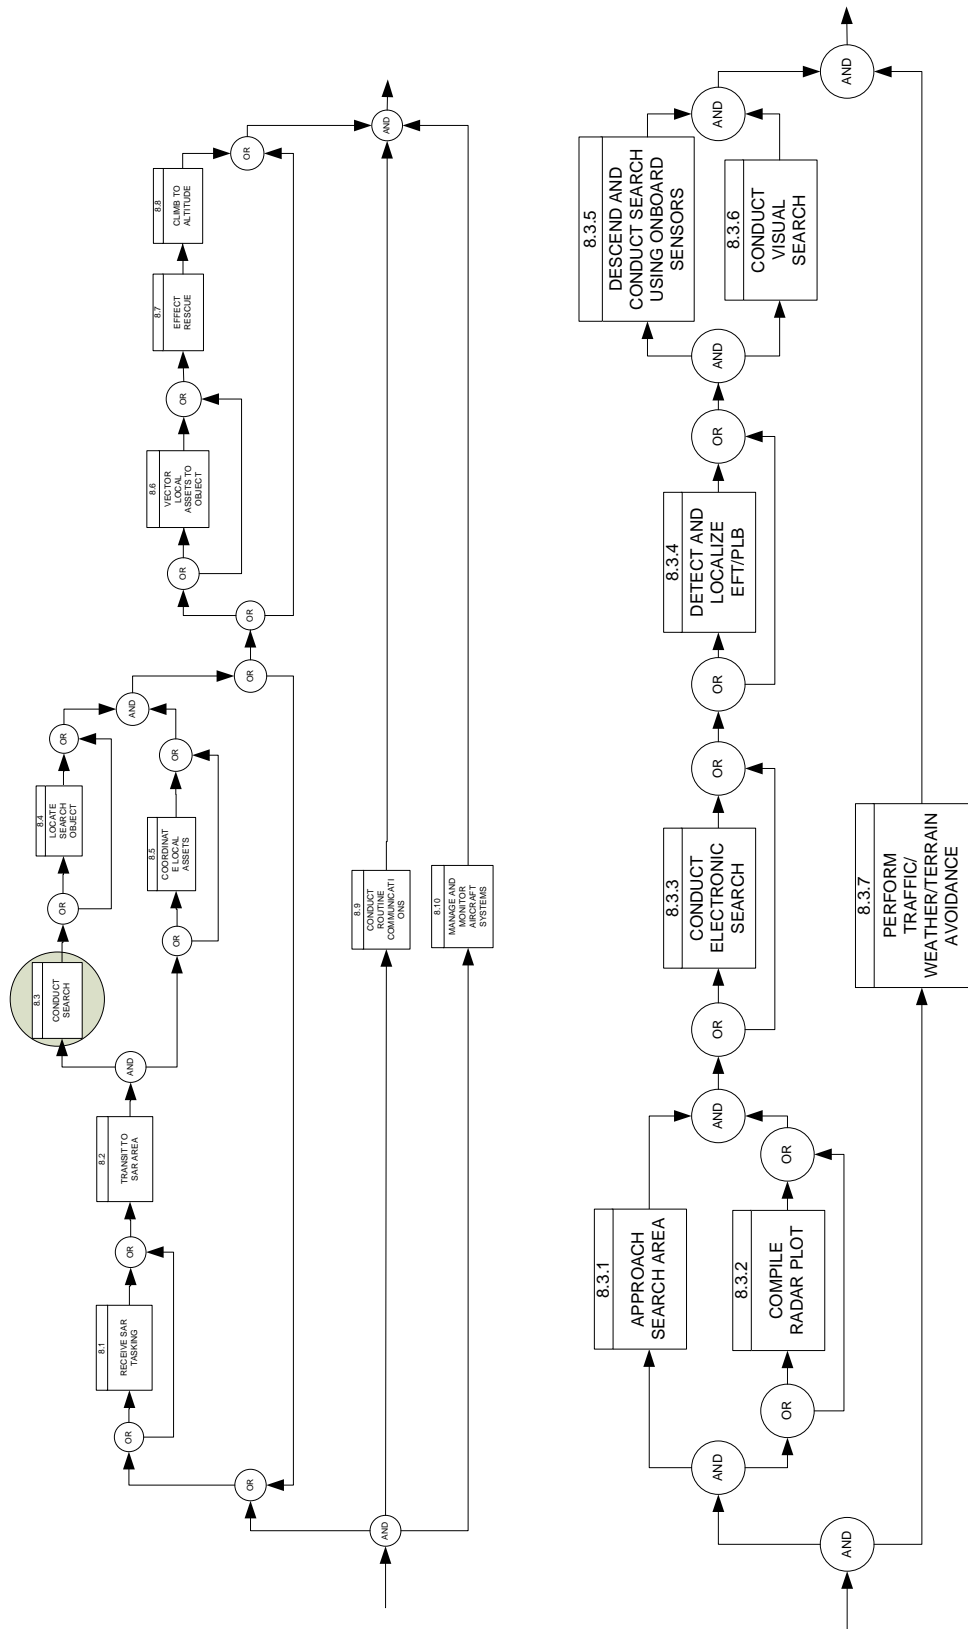 AND
OR
OR
8.1
RECEIVE SAR
TASKING
OR
8.2
TRANSIT TO
SAR AREA
AND
8.3
CONDUCT
SEARCH
OR
8.4
LOCATE
SEARCH
OBJECT
OR
OR
8.5
COORDINAT
E LOCAL
ASSETS
OR
AND
OR
OR
OR
8.6
VECTOR
LOCAL
ASSETS TO
OBJECT
OR
8.7
EFFECT
RESCUE
8.8
CLIMB TO
ALTITUDE
OR
8.9
CONDUCT
ROUTINE
COMMUNICATI
ONS
8.10
MANAGE AND
MONITOR
AIRCRAFT
SYSTEMS
AND
AND
AND
8.3.1
APPROACH
SEARCH AREA
OR
8.3.2
COMPILE
RADAR PLOT
OR
AND
OR
8.3.3
CONDUCT
ELECTRONIC
SEARCH
OR
OR
8.3.4
DETECT AND
LOCALIZE
EFT/PLB
OR
AND
8.3.5
DESCEND AND
CONDUCT SEARCH
USING ONBOARD
SENSORS
8.3.6
CONDUCT
VISUAL
SEARCH
AND
8.3.7
PERFORM
TRAFFIC/
WEATHER/TERRAIN
AVOIDANCE
AND